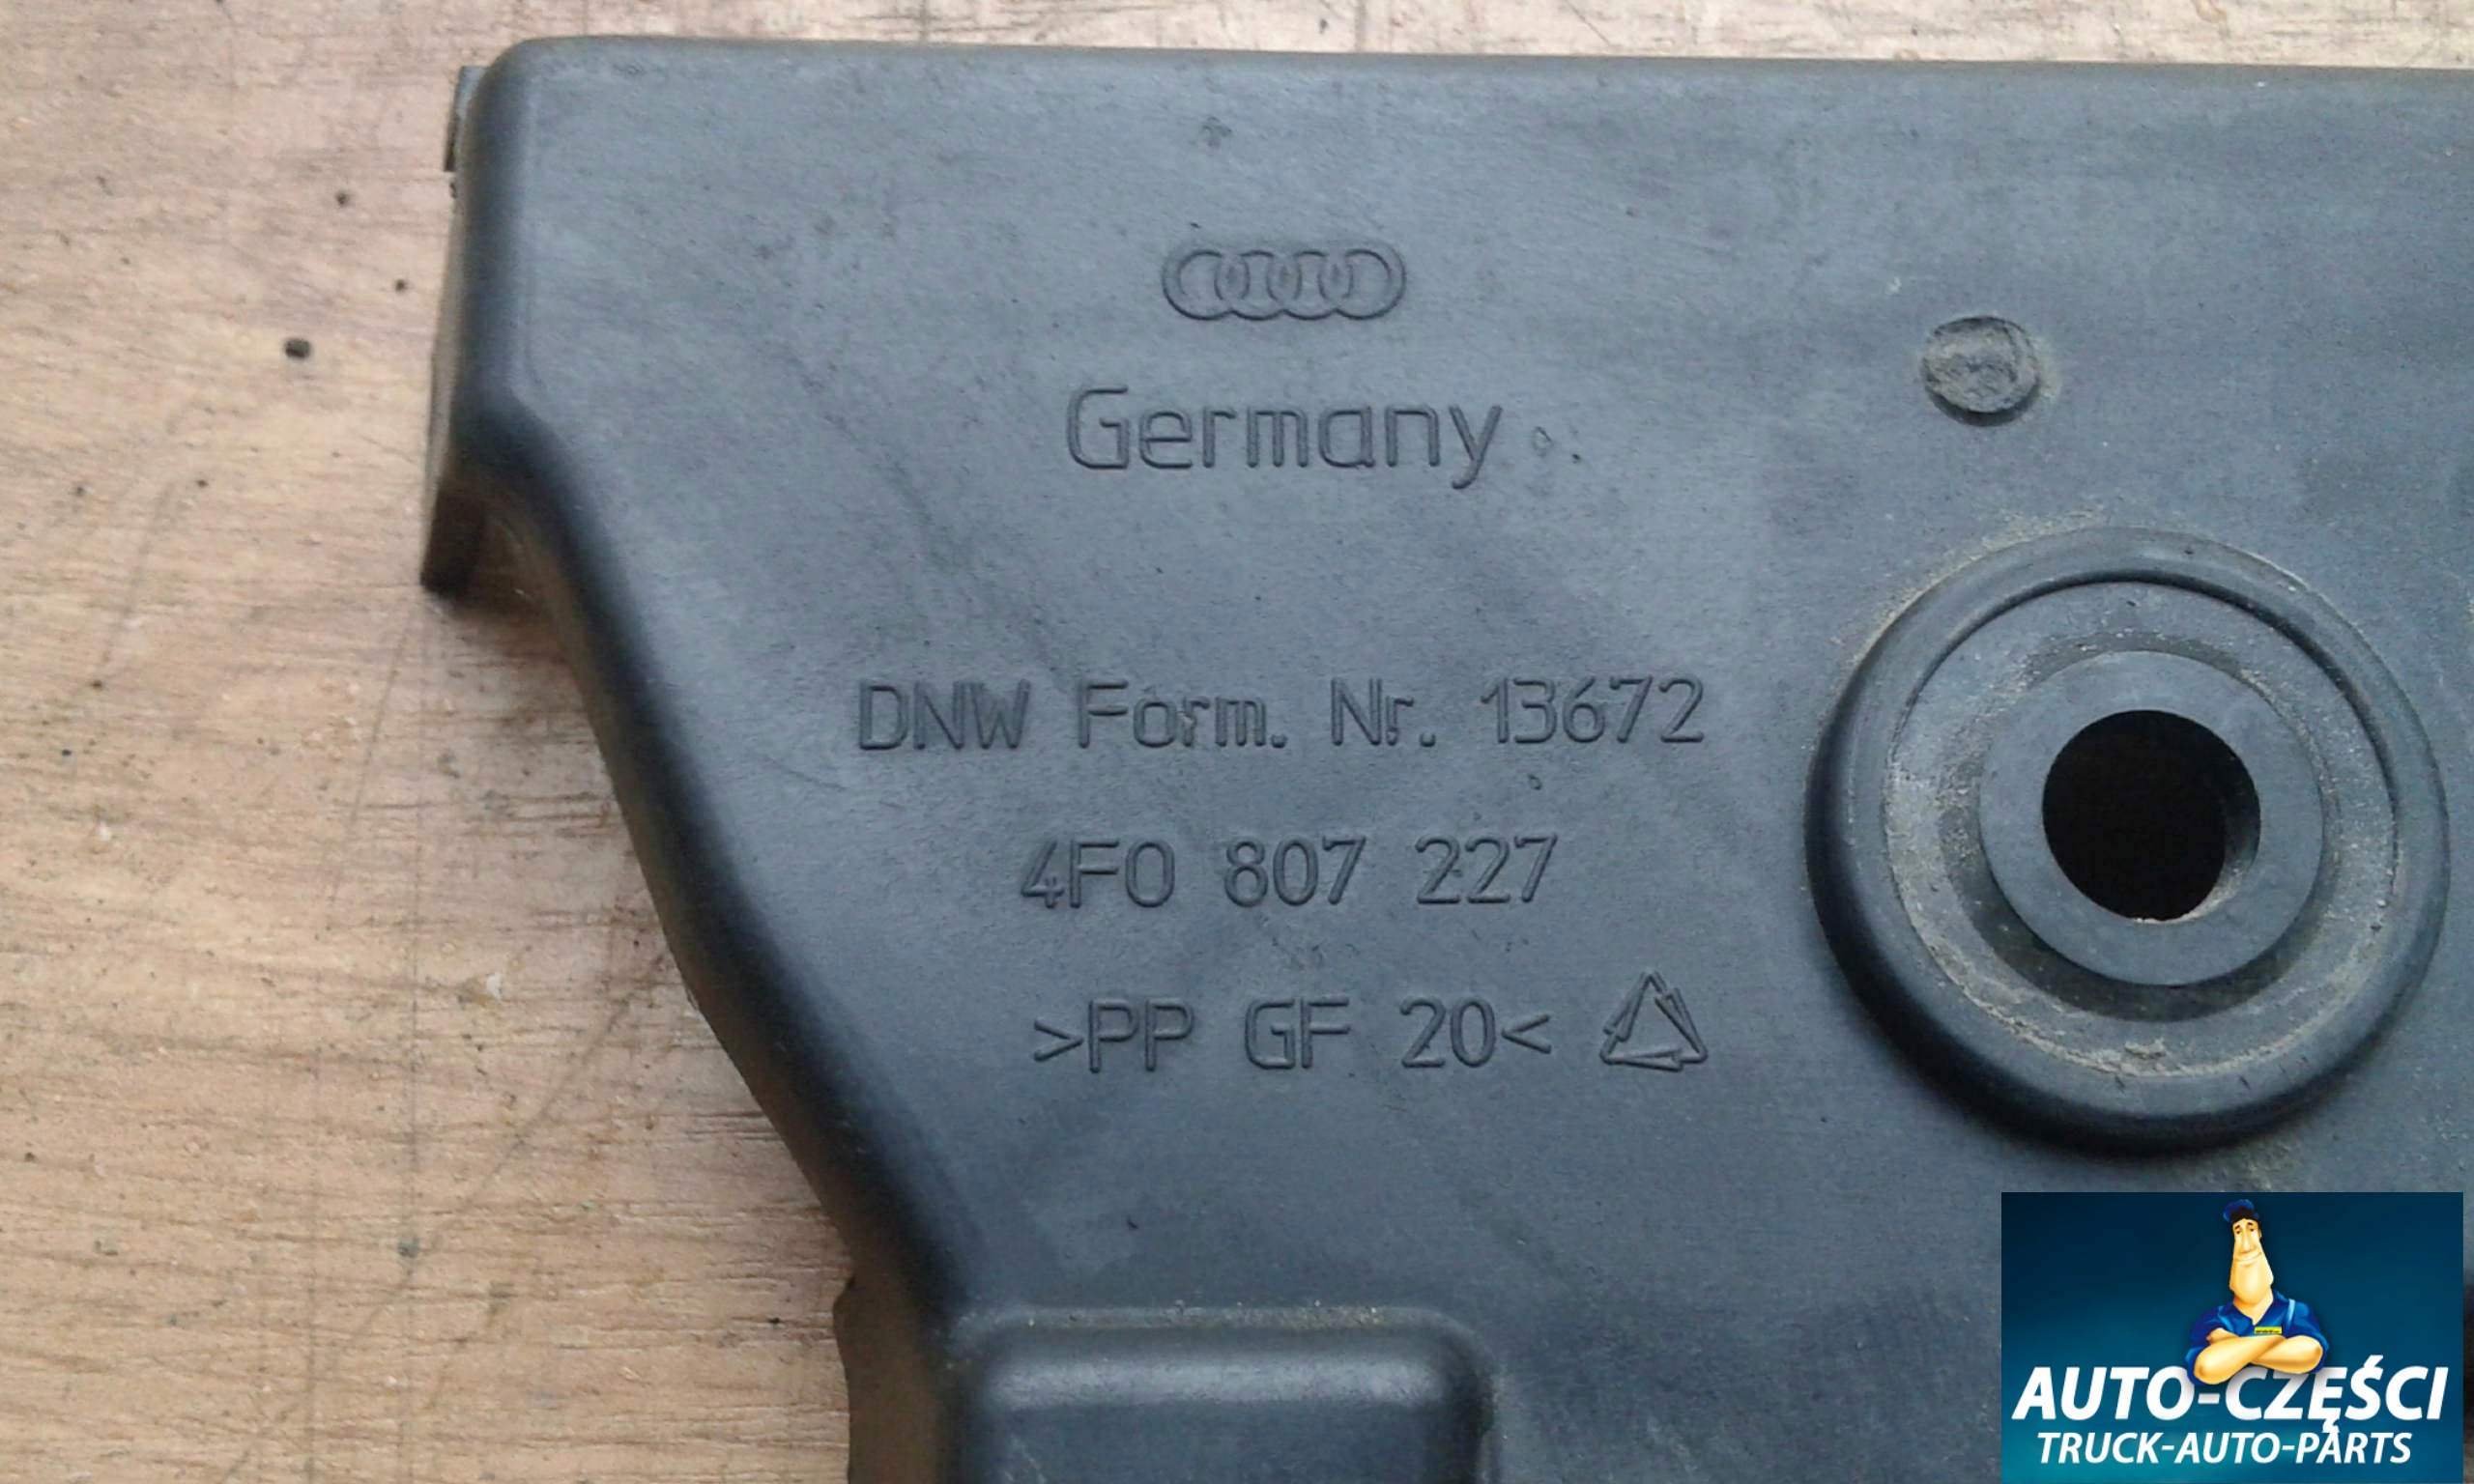 Germany
DNW Form. Nr. 13672
4F0 807 227
>PP GF 20<
AUTO-CZĘŚCI
TRUCK-AUTO-PARTS